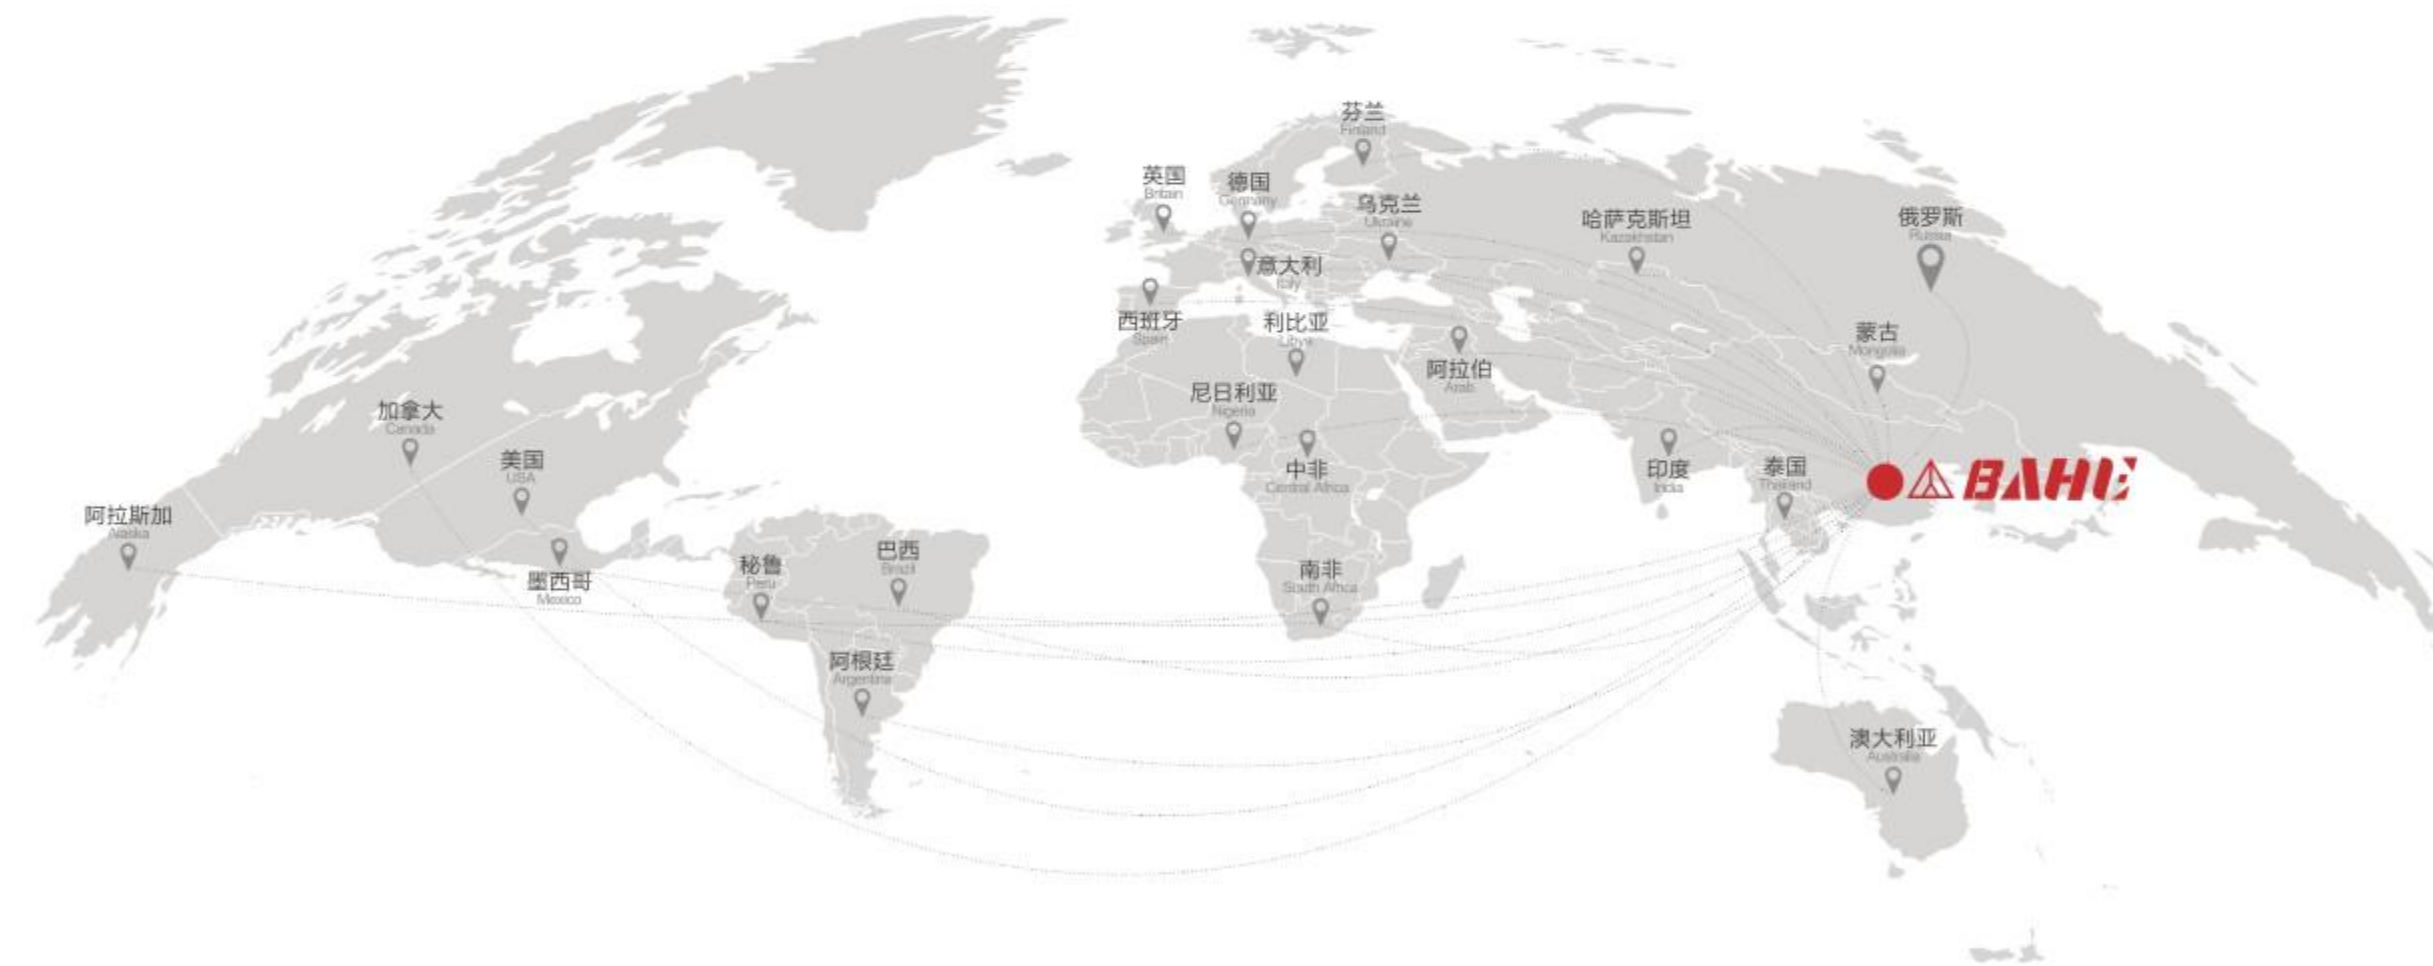 芬兰
Finland
英国
Britain
德国
Germany
乌克兰
Ukraine
哈萨克斯坦
Kazakhstan
俄罗斯
Russia
意大利
Italy
西班牙
Spain
利比亚
Libya
蒙古
Mongolia
阿拉伯
Arab
尼日利亚
Nigeria
加拿大
Canada
美国
USA
中非
Central Africa
印度
India
泰国
Thailand
BAHE
阿拉斯加
Alaska
墨西哥
Mexico
秘鲁
Peru
巴西
Brazil
南非
South Africa
阿根廷
Argentina
澳大利亚
Australia